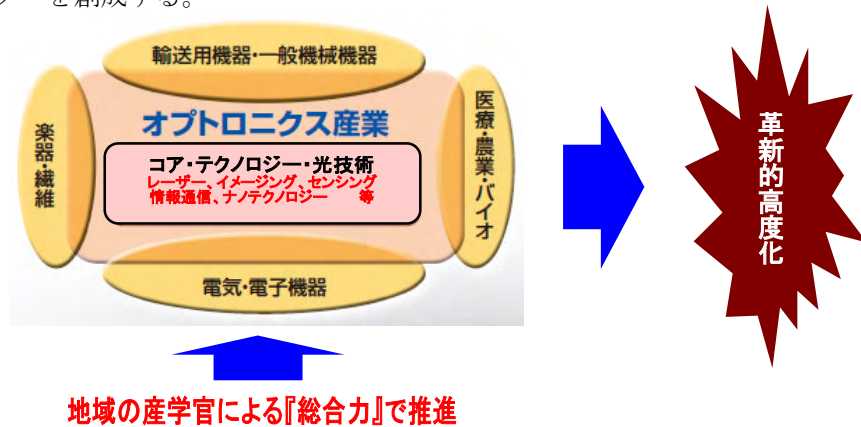 を創成する。
輸送用機器・一般機械機器
楽器・繊維
オプトロニクス産業
医療・農業・バイオ
コア・テクノロジー・光技術
レーザー、イメージング、センシング
情報通信、ナノテクノロジー 等
電気・電子機器
革新的高度化
地域の産学官による『総合力』で推進